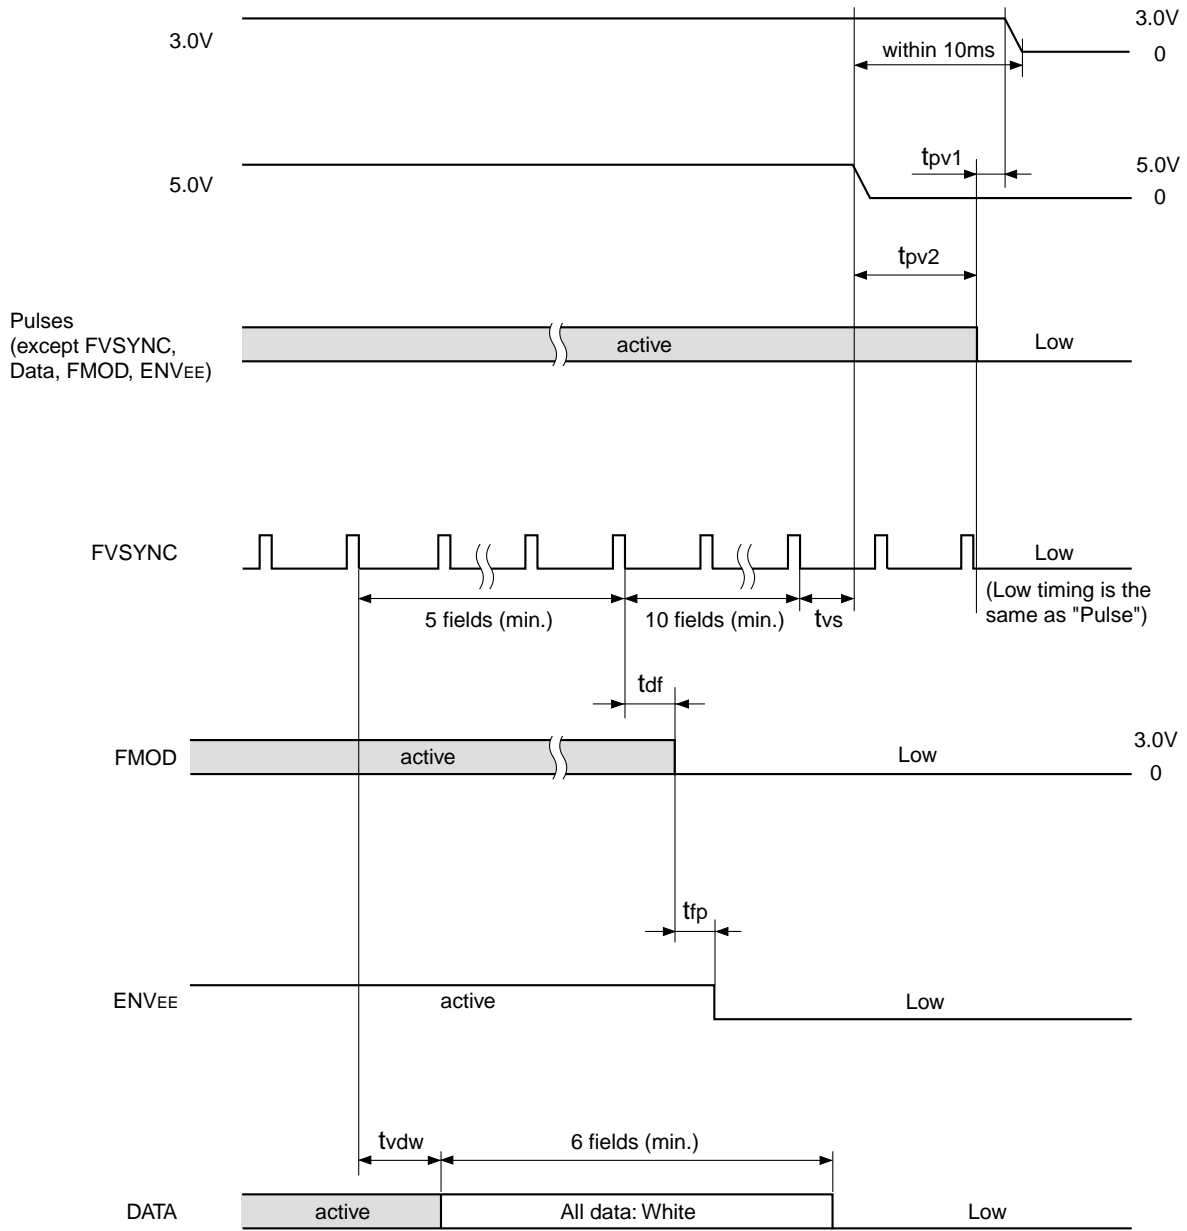 3.0V
3.0V
within 10ms
0
5.0V
tpv1
5.0V
0
tpv2
Pulses
(except FVSYNC,
Data, FMOD, ENVEE)
active
Low
FVSYNC
Low
(Low timing is the
same as "Pulse")
5 fields (min.)
10 fields (min.)
tvs
tdf
FMOD
active
Low
3.0V
0
tfp
ENVEE
active
Low
tvdw
6 fields (min.)
DATA
active
All data: White
Low